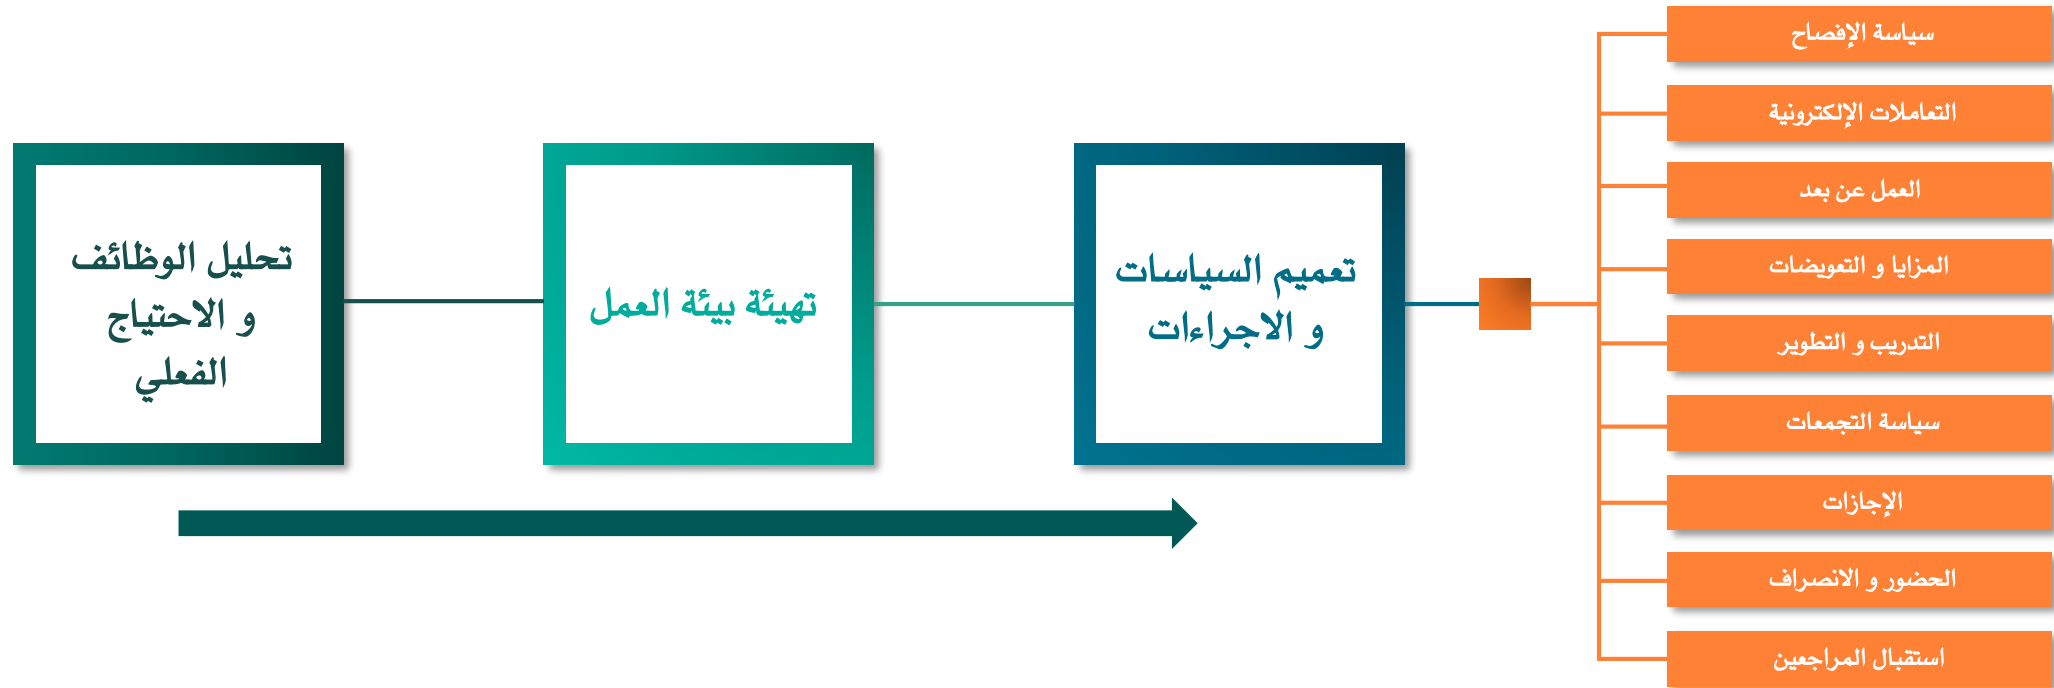 تحليل الوظائف
و الاحتياج
الفعلي
تهيئة بيئة العمل
تعميم السياسات
و الاجراءات
سياسة الإفصاح
التعاملات الإلكترونية
العمل عن بعد
المزايا و التعويضات
التدريب و التطوير
سياسة التجمعات
الإجازات
الحضور و الانصراف
استقبال المراجعين